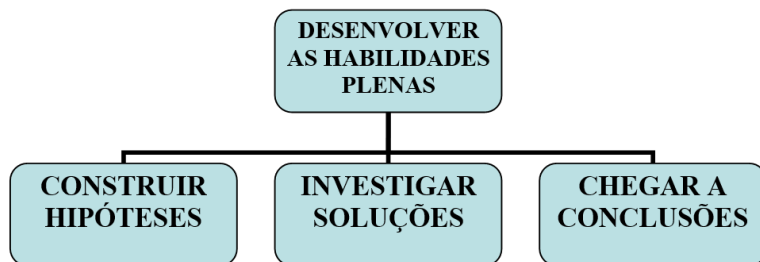 DESENVOLVER
AS HABILIDADES
PLENAS
CONSTRUIR
HIPÓTESES
INVESTIGAR
SOLUÇÕES
CHEGAR A
CONCLUSÕES